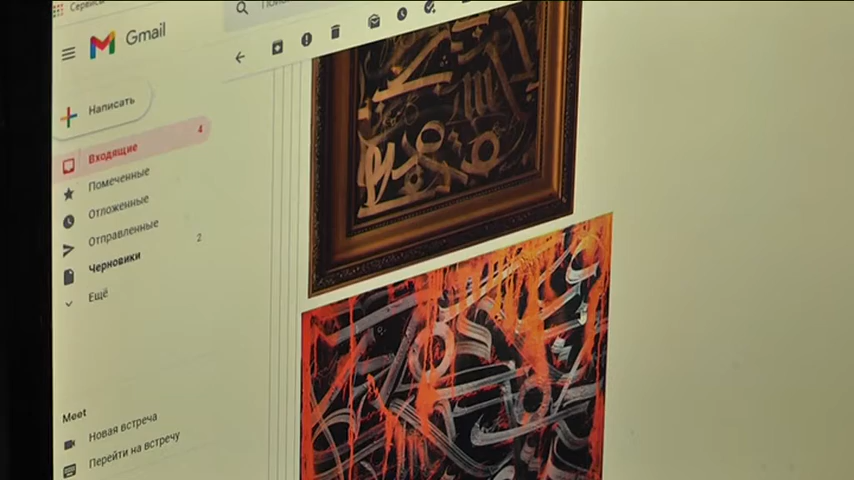 Gmail
Написать
Входящие 4
Помеченные
Отложенные
Отправленные
Черновики 2
Ещё
Meet
Новая встреча
Перейти на встречу